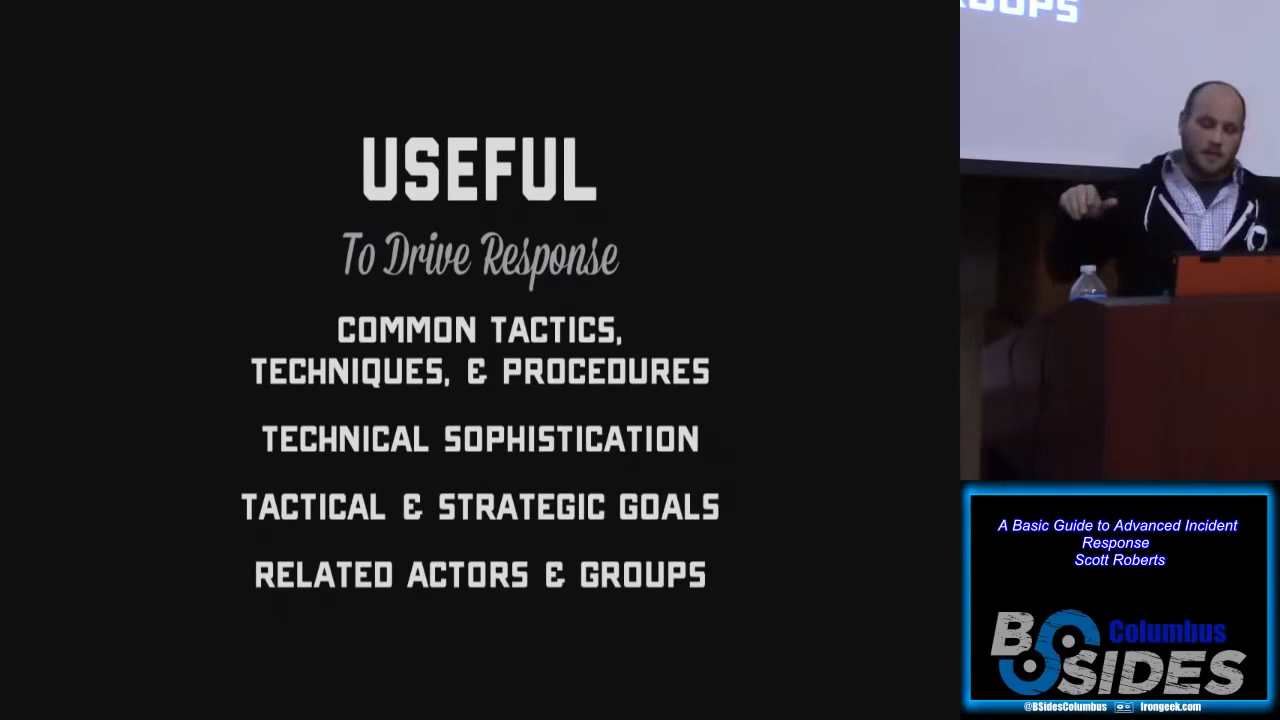 USEFUL
To Drive Response
COMMON TACTICS,
TECHNIQUES, & PROCEDURES
TECHNICAL SOPHISTICATION
TACTICAL & STRATEGIC GOALS
RELATED ACTORS & GROUPS
OUPS
A Basic Guide to Advanced Incident
Response
Scott Roberts
BSIDES
Columbus
@BSidesColumbus Irongeek.com